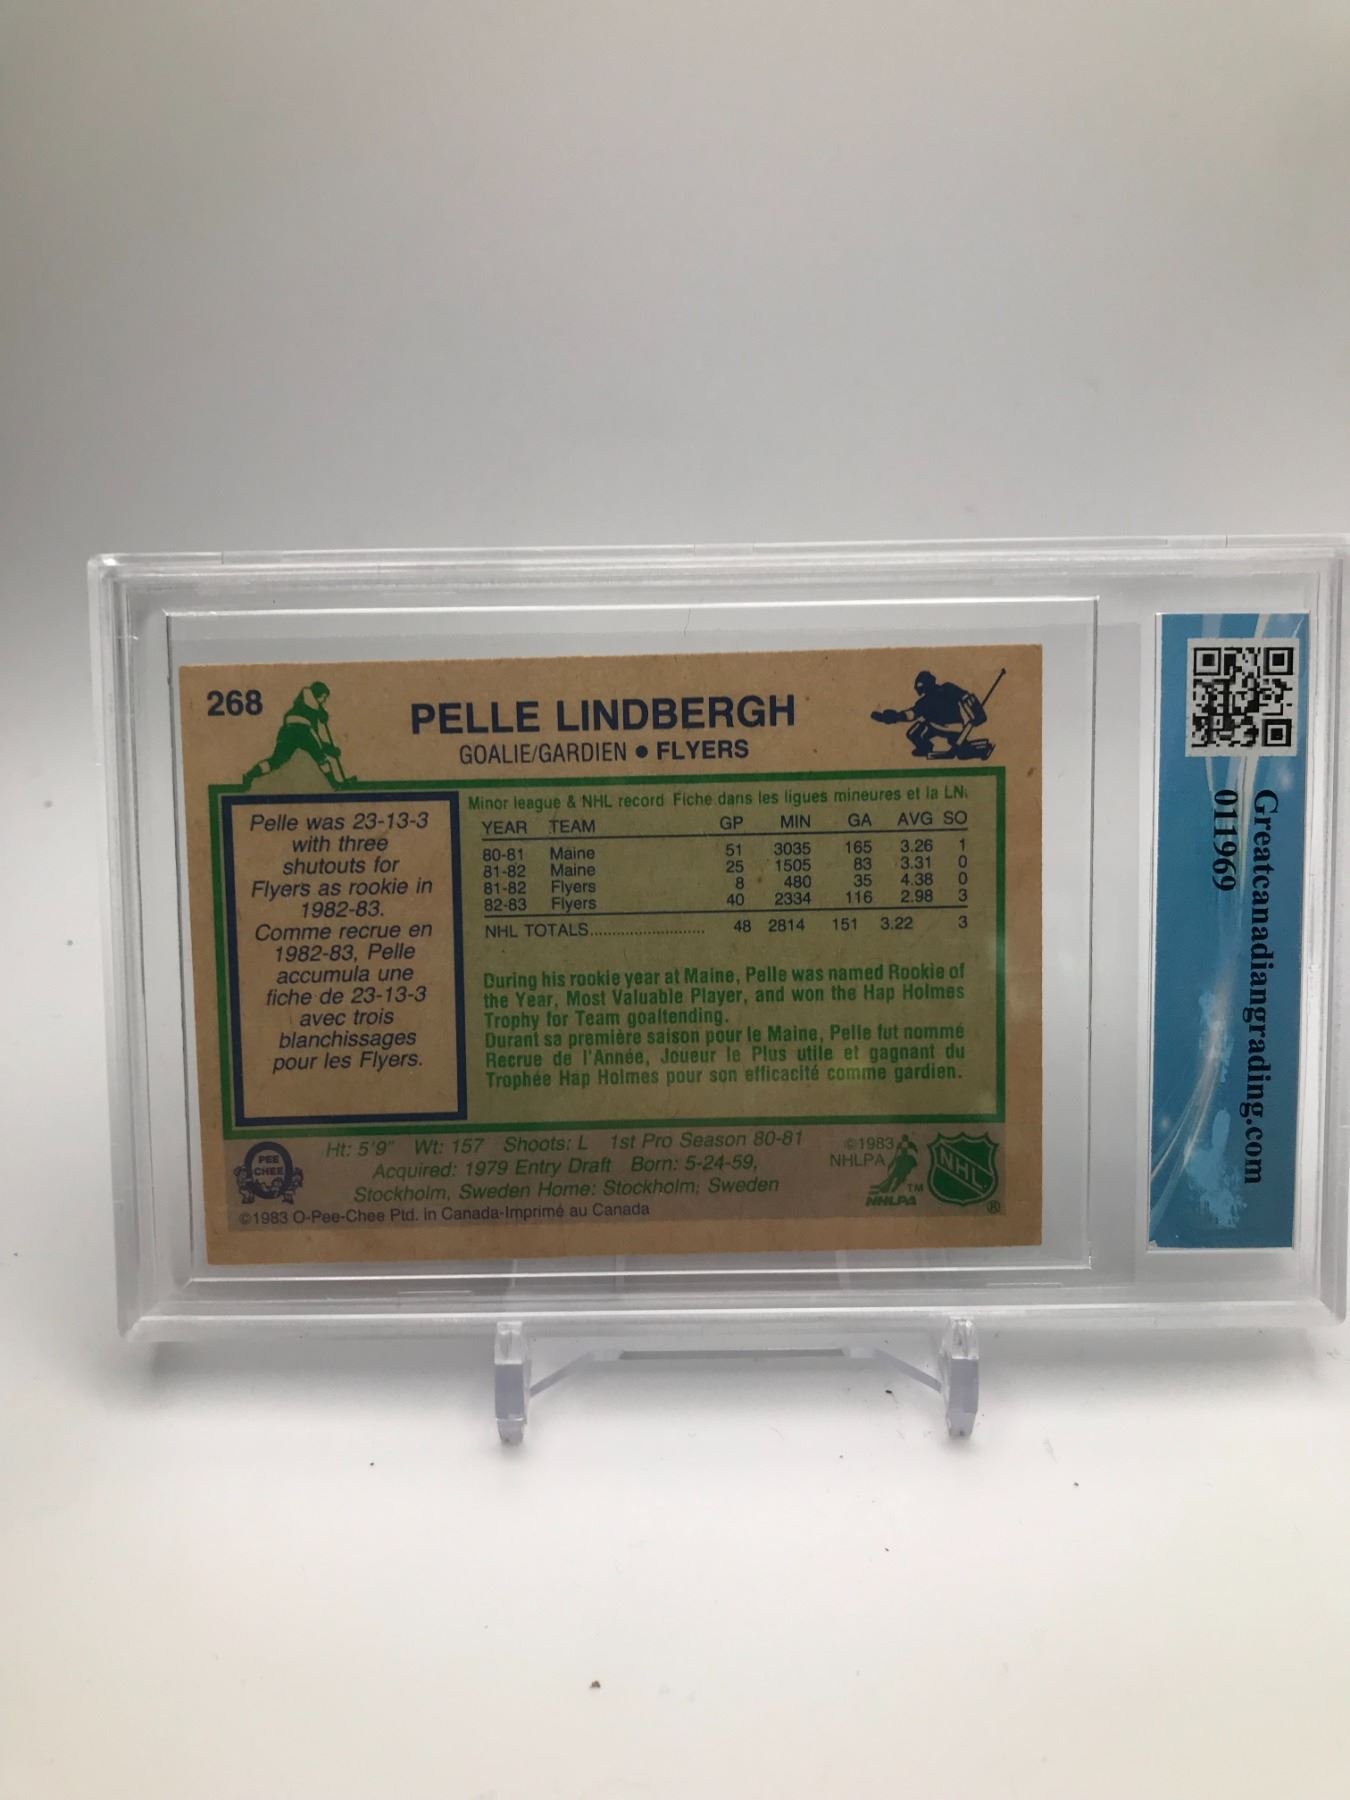 268
PELLE LINDBERGH
GOALIE/GARDIEN • FLYERS
Pelle was 23-13-3
with three
shutouts for
Flyers as rookie in
1982-83.
Comme recrue en
1982-83, Pelle
accumula une
fiche de 23-13-3
avec trois
blanchissages
pour les Flyers.
Minor league & NHL record Fiche dans les ligues mineures et la LN
YEAR TEAM GP MIN GA AVG SO
80-81 Maine 51 3035 165 3.26 1
81-82 Maine 25 1505 83 3.31 0
81-82 Flyers 8 480 35 4.38 0
82-83 Flyers 40 2334 116 2.98 3
NHL TOTALS.......................... 48 2814 151 3.22 3
During his rookie year at Maine, Pelle was named Rookie of
the Year, Most Valuable Player, and won the Hap Holmes
Trophy for Team goaltending.
Durant sa première saison pour le Maine, Pelle fut nommé
Recrue de l'Année, Joueur le Plus utile et gagnant du
Trophée Hap Holmes pour son efficacité comme gardien.
Ht: 5'9" Wt: 157 Shoots: L 1st Pro Season 80-81
Acquired: 1979 Entry Draft Born: 5-24-59,
Stockholm, Sweden Home: Stockholm, Sweden
©1983 O-Pee-Chee Ptd. in Canada-Imprimé au Canada
PEE
CHEE
©1983
NHLPA
TM
NHLPA
NHL
®
Greatcanadiangrading.com
011969